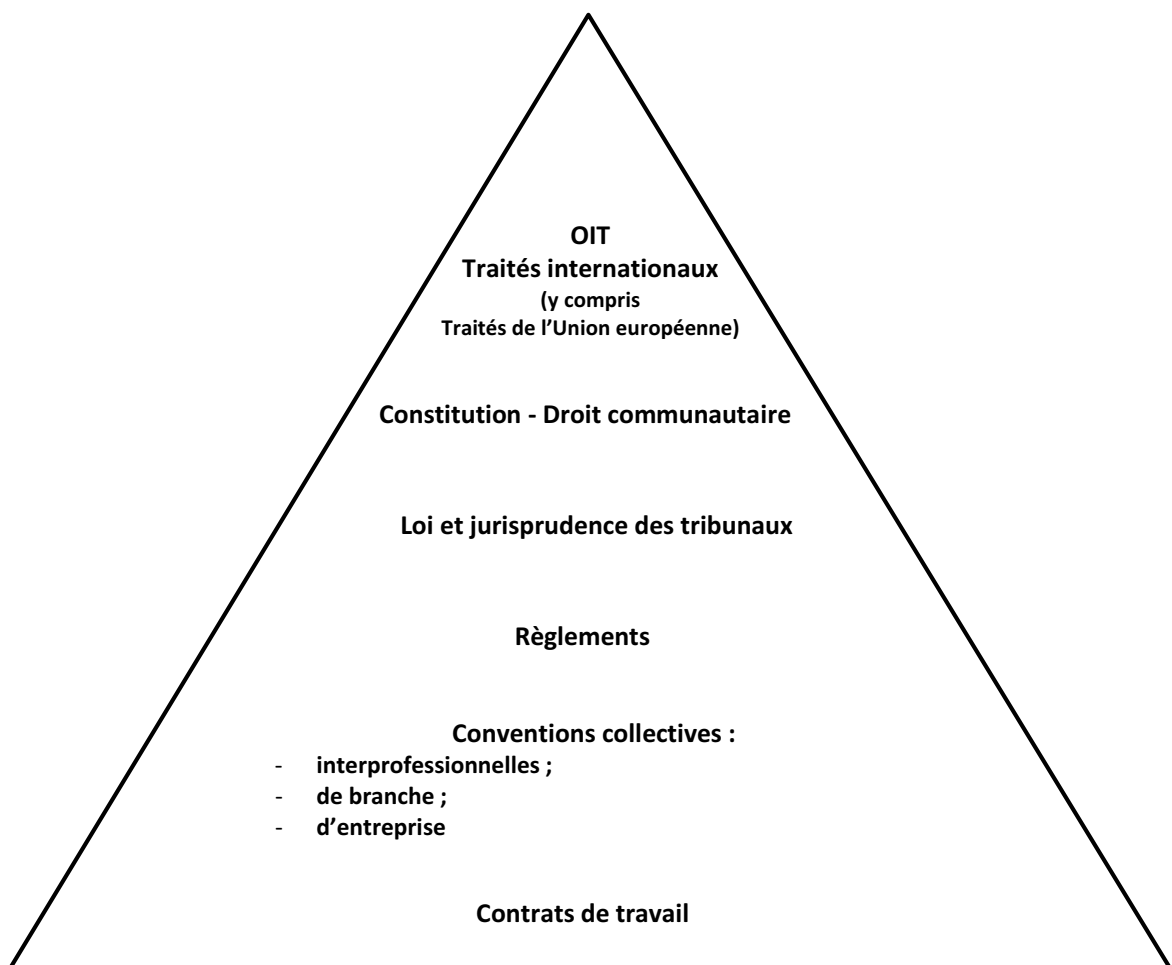 OIT
Traités internationaux
(y compris
Traités de l’Union européenne)
Constitution - Droit communautaire
Loi et jurisprudence des tribunaux
Règlements
Conventions collectives :
- interprofessionnelles ;
- de branche ;
- d’entreprise
Contrats de travail